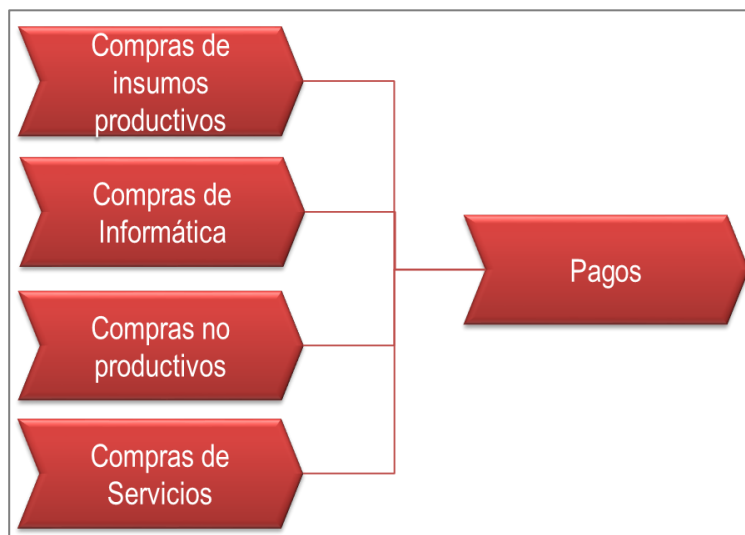 Compras de
insumos
productivos
Compras de
Informática
Compras no
productivos
Compras de
Servicios
Pagos